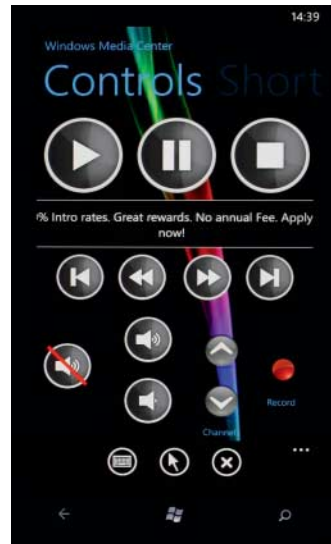 14:39
Windows Media Center
Controls Short
% Intro rates. Great rewards. No annual Fee. Apply
now!
Record
Channel